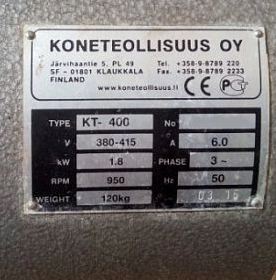 KONETEOLLISUUS OY
Järvihaantie 5, PL 49 Tel. +358-9-8789 220
SF - 01801 KLAUKKALA Fax. +358-9-8789 2233
FINLAND
www.koneteollisuus.fi CE PC
TYPE KT- 400 No
V 380-415 A 6.0
kW 1.8 PHASE 3 ~
RPM 950 Hz 50
WEIGHT 120kg 03 16